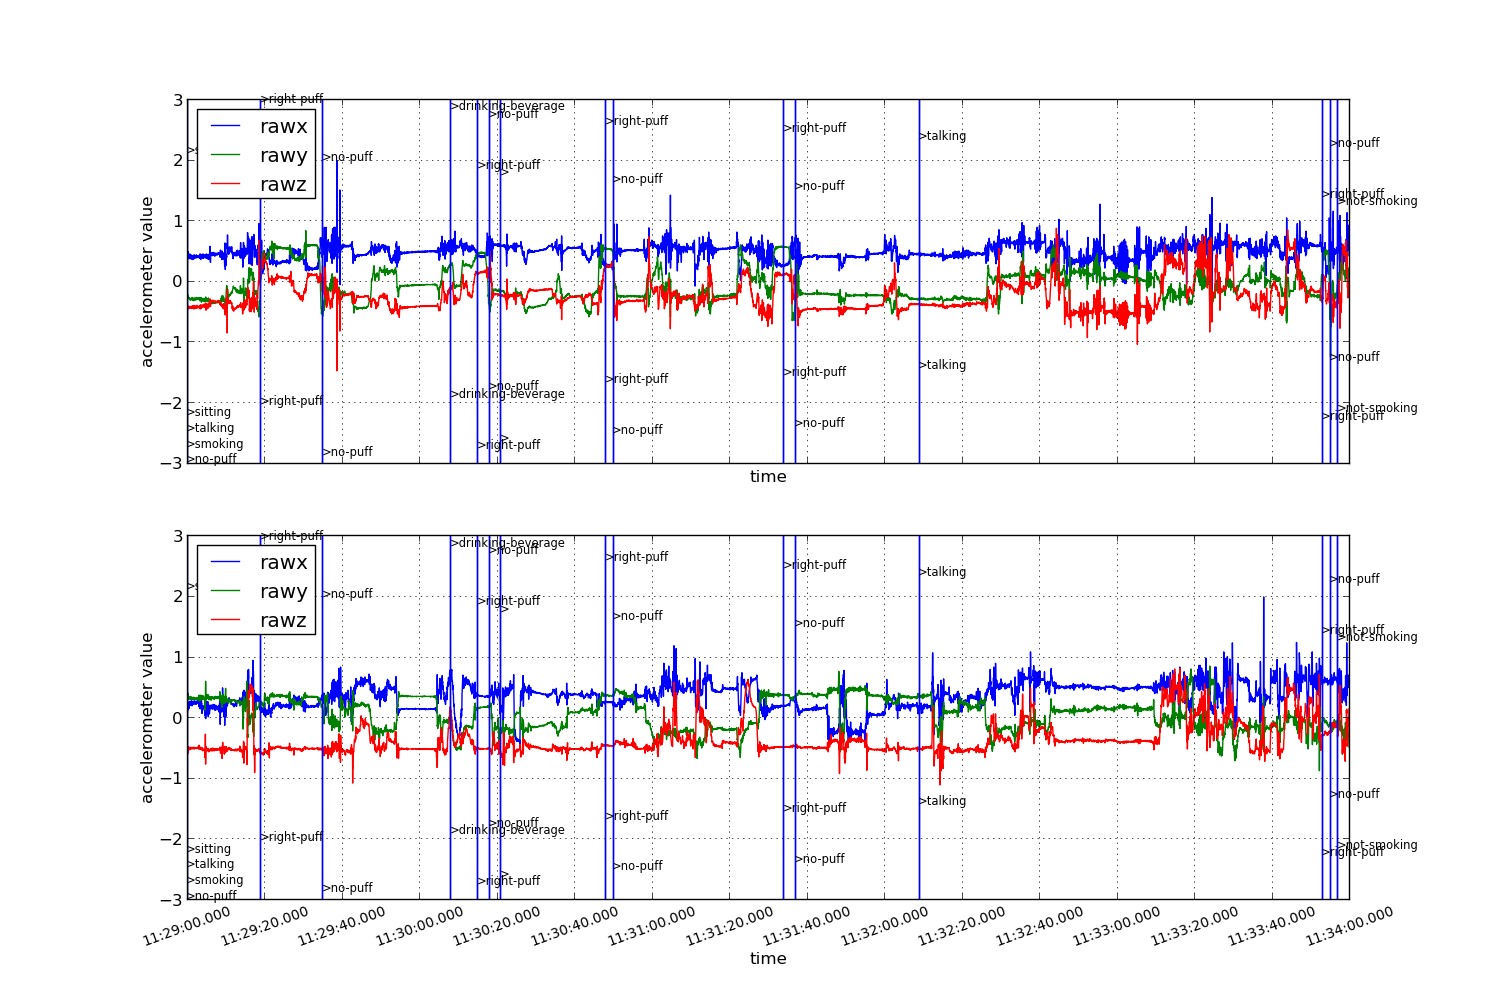 3
2
1
0
−1
−2
−3
accelerometer value
time
rawx
rawy
rawz
>right-puff
>no-puff
>drinking-beverage
>no-puff
>right-puff
>
>right-puff
>no-puff
>right-puff
>no-puff
>talking
>no-puff
>right-puff
>not-smoking
>sitting
>talking
>smoking
>no-puff
>right-puff
>no-puff
>no-puff
>drinking-beverage
>
>right-puff
>right-puff
>no-puff
>right-puff
>no-puff
>talking
>no-puff
>not-smoking
>right-puff
3
2
1
0
−1
−2
−3
accelerometer value
rawx
rawy
rawz
>right-puff
>no-puff
>drinking-beverage
>no-puff
>right-puff
>
>right-puff
>no-puff
>right-puff
>no-puff
>talking
>no-puff
>right-puff
>not-smoking
>sitting
>talking
>smoking
>no-puff
>right-puff
>no-puff
>no-puff
>drinking-beverage
>
>right-puff
>right-puff
>no-puff
>right-puff
>no-puff
>talking
>no-puff
>not-smoking
>right-puff
11:29:00.000
11:29:20.000
11:29:40.000
11:30:00.000
11:30:20.000
11:30:40.000
11:31:00.000
11:31:20.000
11:31:40.000
11:32:00.000
11:32:20.000
11:32:40.000
11:33:00.000
11:33:20.000
11:33:40.000
11:34:00.000
time